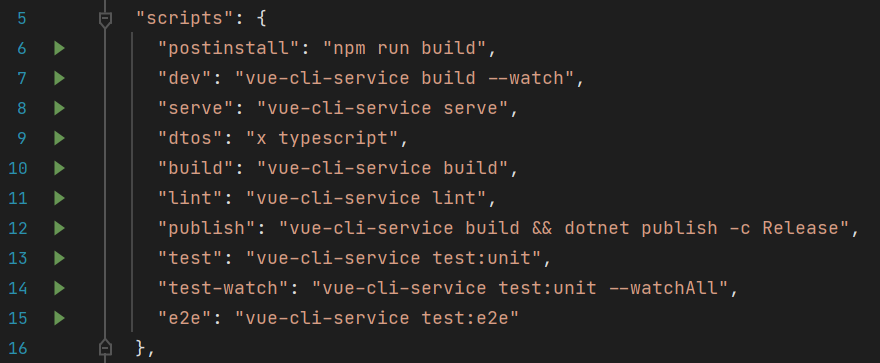 5 "scripts": {
6 "postinstall": "npm run build",
7 "dev": "vue-cli-service build --watch",
8 "serve": "vue-cli-service serve",
9 "dtos": "x typescript",
10 "build": "vue-cli-service build",
11 "lint": "vue-cli-service lint",
12 "publish": "vue-cli-service build && dotnet publish -c Release",
13 "test": "vue-cli-service test:unit",
14 "test-watch": "vue-cli-service test:unit --watchAll",
15 "e2e": "vue-cli-service test:e2e"
16 },